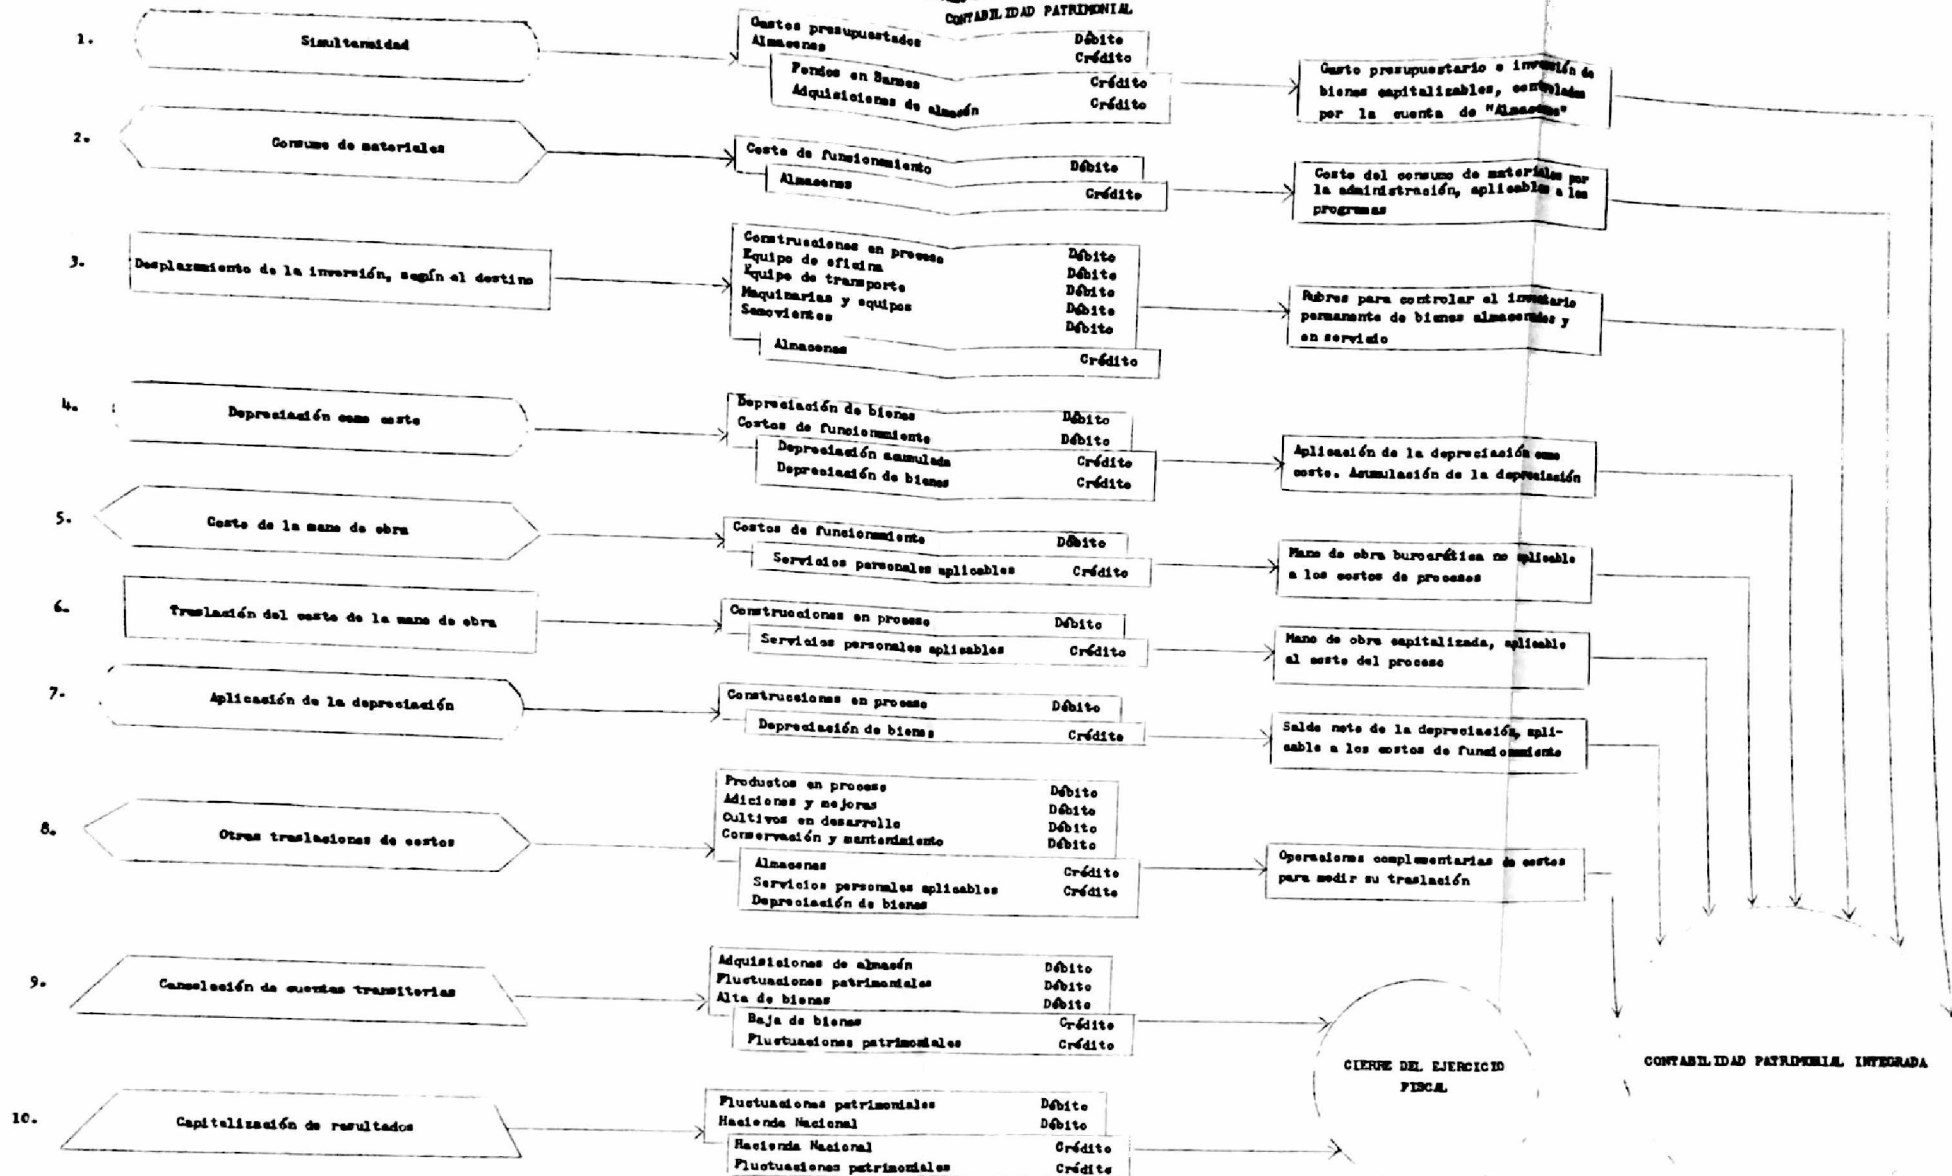 CONTABILIDAD PATRIMONIAL
1. Simultaneidad
Gastos presupuestados Débito
Almacenes Crédito
Fondos en Bancos Crédito
Adquisiciones de almacén Crédito
Gasto presupuestario e inversión de
bienes capitalizables, controlados
por la cuenta de "Almacenes"
2. Consumo de materiales
Costo de funcionamiento Débito
Almacenes Crédito
Costo del consumo de materiales por
la administración, aplicables a los
programas
3. Desplazamiento de la inversión, según el destino
Construcciones en proceso Débito
Equipo de oficina Débito
Equipo de transporte Débito
Maquinarias y equipos Débito
Semovientes Débito
Almacenes Crédito
Rubros para controlar el inventario
permanente de bienes almacenados y
en servicio
4. Depreciación como costo
Depreciación de bienes Débito
Costos de funcionamiento Débito
Depreciación acumulada Crédito
Depreciación de bienes Crédito
Aplicación de la depreciación como
costo. Acumulación de la depreciación
5. Costo de la mano de obra
Costos de funcionamiento Débito
Servicios personales aplicables Crédito
Mano de obra burocrática no aplicable
a los costos de procesos
6. Traslación del costo de la mano de obra
Construcciones en proceso Débito
Servicios personales aplicables Crédito
Mano de obra capitalizada, aplicable
al costo del proceso
7. Aplicación de la depreciación
Construcciones en proceso Débito
Depreciación de bienes Crédito
Saldo neto de la depreciación, apli-
cable a los costos de funcionamiento
8. Otras traslaciones de costos
Productos en proceso Débito
Adiciones y mejoras Débito
Cultivos en desarrollo Débito
Conservación y mantenimiento Débito
Almacenes Crédito
Servicios personales aplicables Crédito
Depreciación de bienes
Operaciones complementarias de costos
para medir su traslación
9. Cancelación de cuentas transitorias
Adquisiciones de almacén Débito
Fluctuaciones patrimoniales Débito
Alta de bienes Débito
Baja de bienes Crédito
Fluctuaciones patrimoniales Crédito
CIERRE DEL EJERCICIO
FISCAL
CONTABILIDAD PATRIMONIAL INTEGRADA
10. Capitalización de resultados
Fluctuaciones patrimoniales Débito
Hacienda Nacional Débito
Hacienda Nacional Crédito
Fluctuaciones patrimoniales Crédito